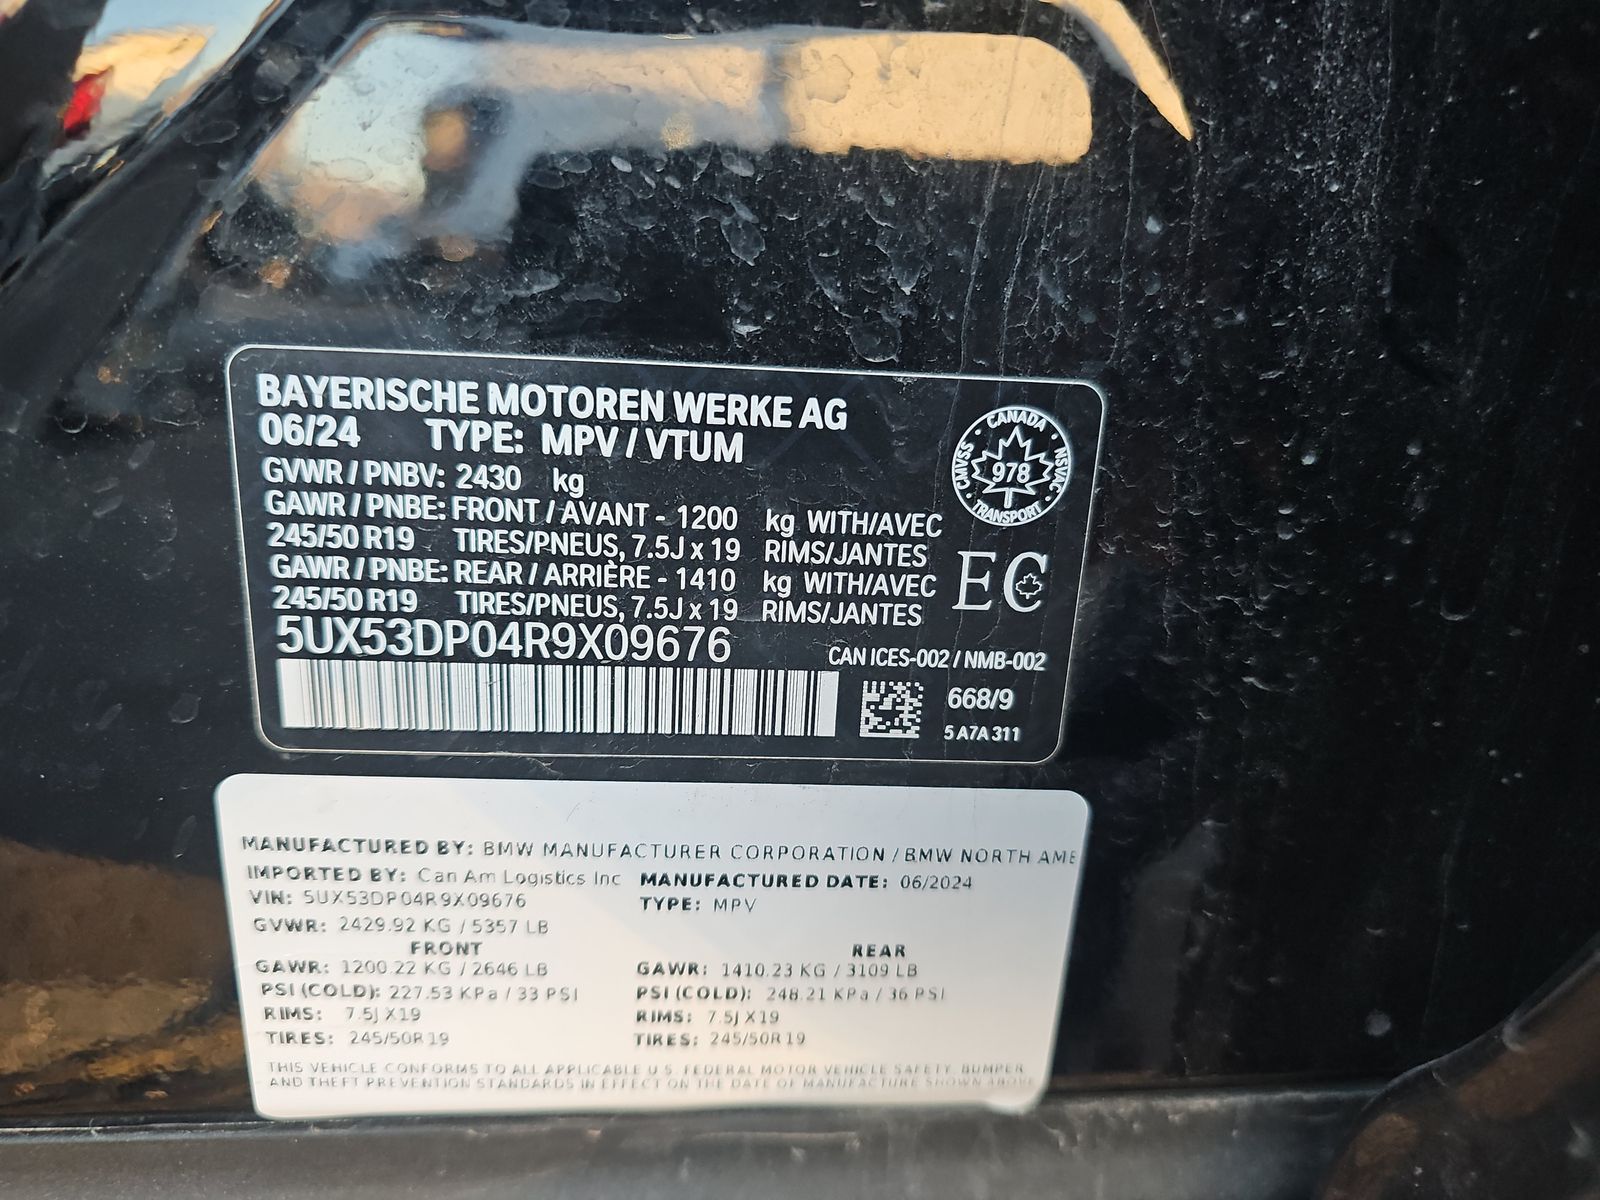 BAYERISCHE MOTOREN WERKE AG
06/24 TYPE: MPV / VTUM
GVWR / PNBV: 2430 kg
GAWR / PNBE: FRONT / AVANT - 1200 kg WITH/AVEC
245/50 R19 TIRES/PNEUS, 7.5J x 19 RIMS/JANTES
GAWR / PNBE: REAR / ARRIÈRE - 1410 kg WITH/AVEC
245/50 R19 TIRES/PNEUS, 7.5J x 19 RIMS/JANTES
5UX53DP04R9X09676
CANADA · NSVAC · TRANSPORT · CMVSS ·
978
EC
CAN ICES-002 / NMB-002
668/9
5 A7A 311
MANUFACTURED BY: BMW MANUFACTURER CORPORATION / BMW NORTH AME
IMPORTED BY: Can Am Logistics Inc MANUFACTURED DATE: 06/2024
VIN: 5UX53DP04R9X09676 TYPE: MPV
GVWR: 2429.92 KG / 5357 LB
FRONT REAR
GAWR: 1200.22 KG / 2646 LB GAWR: 1410.23 KG / 3109 LB
PSI (COLD): 227.53 KPa / 33 PSI PSI (COLD): 248.21 KPa / 36 PSI
RIMS: 7.5J X19 RIMS: 7.5J X19
TIRES: 245/50R19 TIRES: 245/50R19
THIS VEHICLE CONFORMS TO ALL APPLICABLE U.S. FEDERAL MOTOR VEHICLE SAFETY, BUMPER
AND THEFT PREVENTION STANDARDS IN EFFECT ON THE DATE OF MANUFACTURE SHOWN ABOVE